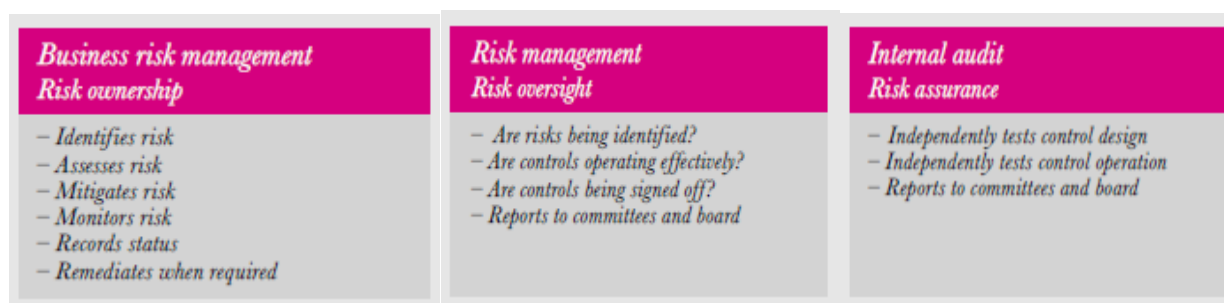 Business risk management
Risk ownership
– Identifies risk
– Assesses risk
– Mitigates risk
– Monitors risk
– Records status
– Remediates when required
Risk management
Risk oversight
– Are risks being identified?
– Are controls operating effectively?
– Are controls being signed off?
– Reports to committees and board
Internal audit
Risk assurance
– Independently tests control design
– Independently tests control operation
– Reports to committees and board